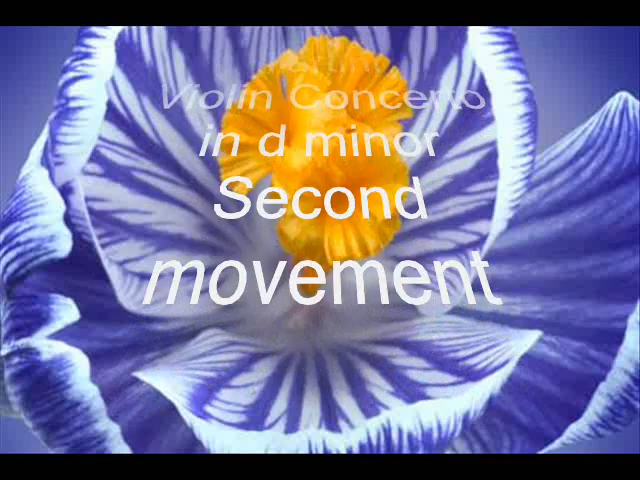 Violin Concerto
in d minor
Second
movement